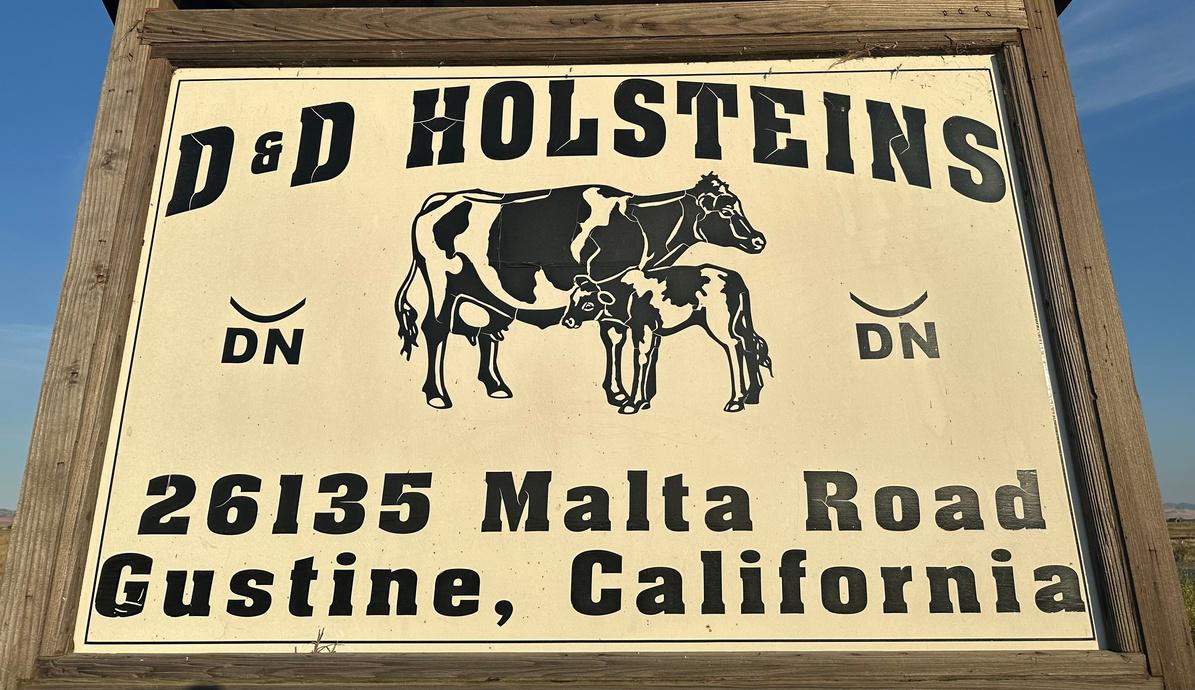 D&D HOLSTEINS
DN
DN
26135 Malta Road
Gustine, California